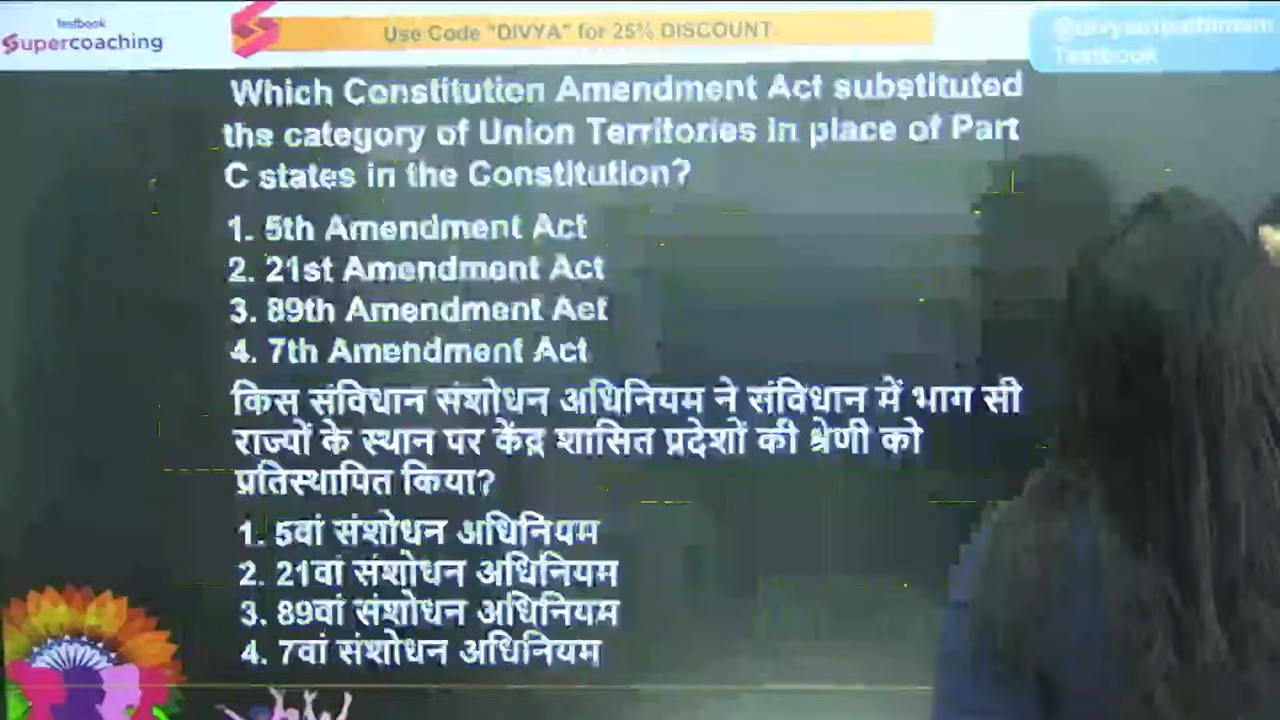 testbook
Supercoaching
Use Code "DIVYA" for 25% DISCOUNT.
Testbook
Which Constitution Amendment Act substituted
the category of Union Territories in place of Part
C states in the Constitution?
1. 5th Amendment Act
2. 21st Amendment Act
3. 89th Amendment Act
4. 7th Amendment Act
किस संविधान संशोधन अधिनियम ने संविधान में भाग सी
राज्यों के स्थान पर केंद्र शासित प्रदेशों की श्रेणी को
प्रतिस्थापित किया?
1. 5वां संशोधन अधिनियम
2. 21वां संशोधन अधिनियम
3. 89वां संशोधन अधिनियम
4. 7वां संशोधन अधिनियम